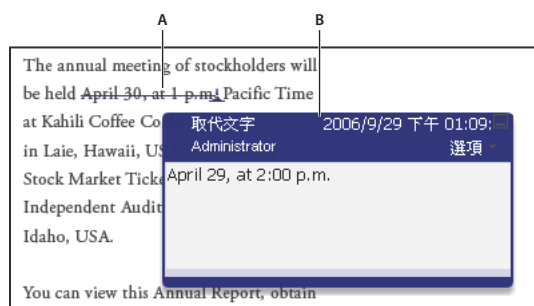 A
B
The annual meeting of stockholders will
be held April 30, at 1 p.m. Pacific Time
at Kahili Coffee Co
in Laie, Hawaii, US
Stock Market Ticke
Independent Audit
Idaho, USA.
You can view this Annual Report, obtain
取代文字 2006/9/29 下午 01:09:
Administrator 選項
April 29, at 2:00 p.m.